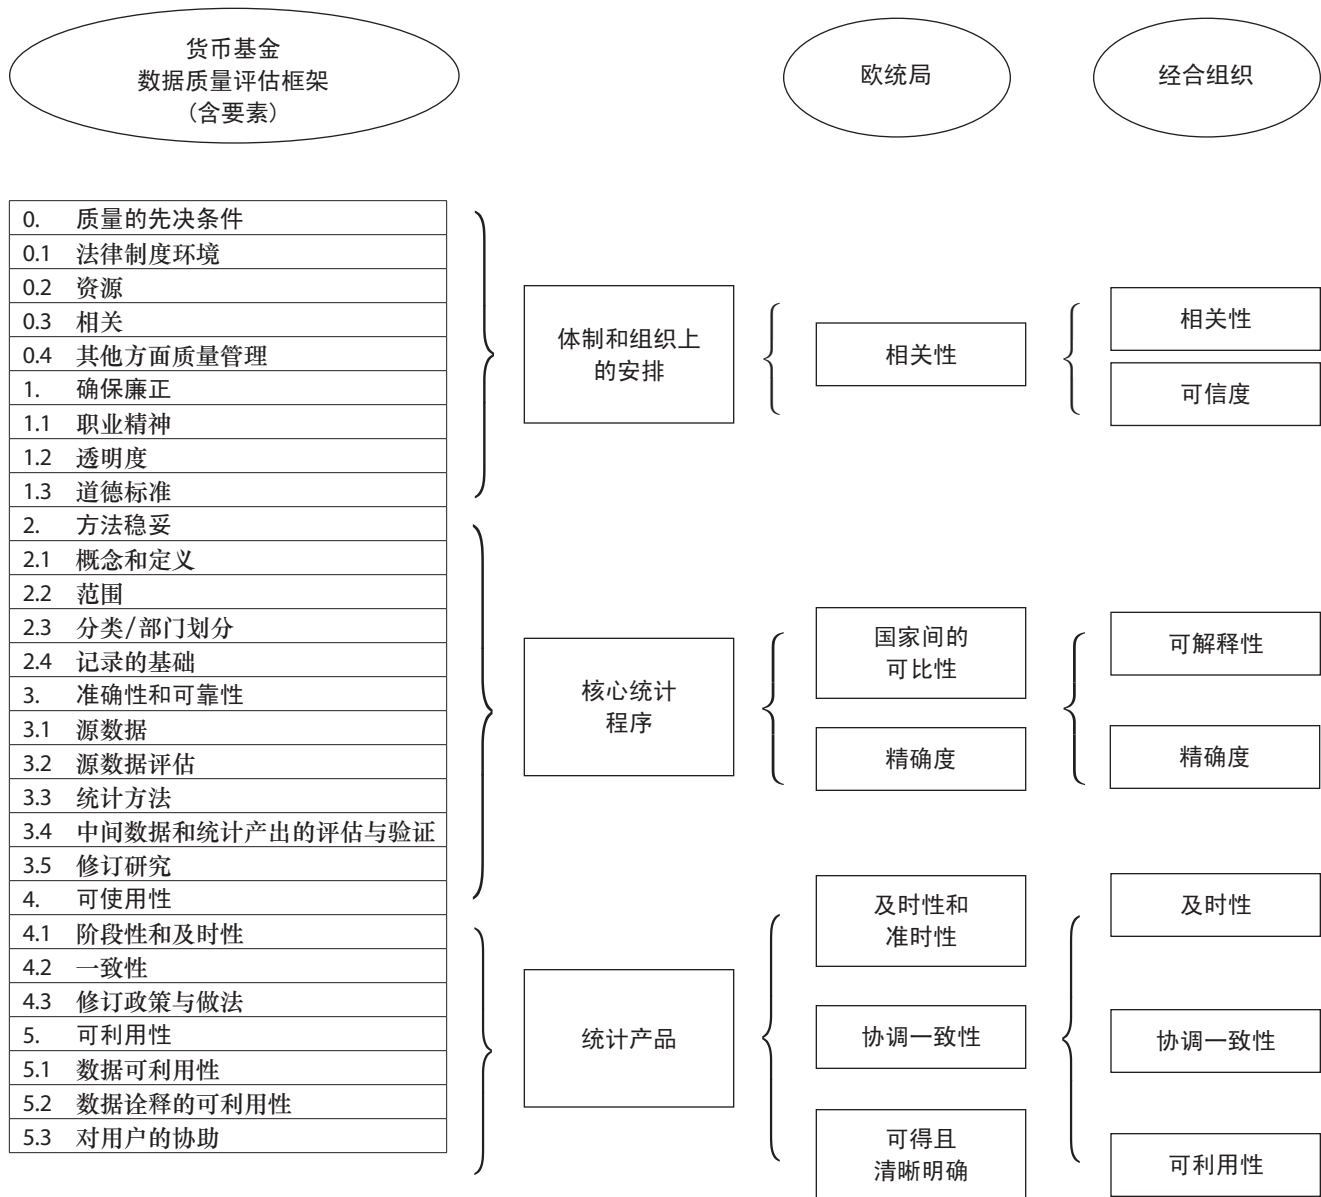 货币基金
数据质量评估框架
(含要素)
欧统局
经合组织
0. 质量的先决条件
0.1 法律制度环境
0.2 资源
0.3 相关
0.4 其他方面质量管理
1. 确保廉正
1.1 职业精神
1.2 透明度
1.3 道德标准
2. 方法稳妥
2.1 概念和定义
2.2 范围
2.3 分类/部门划分
2.4 记录的基础
3. 准确性和可靠性
3.1 源数据
3.2 源数据评估
3.3 统计方法
3.4 中间数据和统计产出的评估与验证
3.5 修订研究
4. 可使用性
4.1 阶段性和及时性
4.2 一致性
4.3 修订政策与做法
5. 可利用性
5.1 数据可利用性
5.2 数据诠释的可利用性
5.3 对用户的协助
体制和组织上
的安排
相关性
相关性
可信度
核心统计
程序
国家间的
可比性
精确度
可解释性
精确度
统计产品
及时性和
准时性
协调一致性
可得且
清晰明确
及时性
协调一致性
可利用性